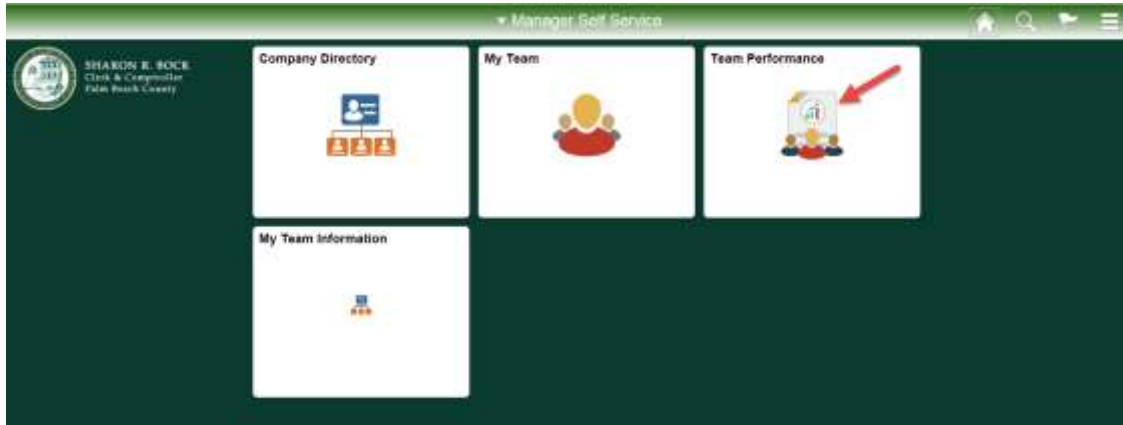 Manager Self Service
SHARON R. BOCK
Clerk & Comptroller
Palm Beach County
Company Directory
My Team
Team Performance
My Team Information